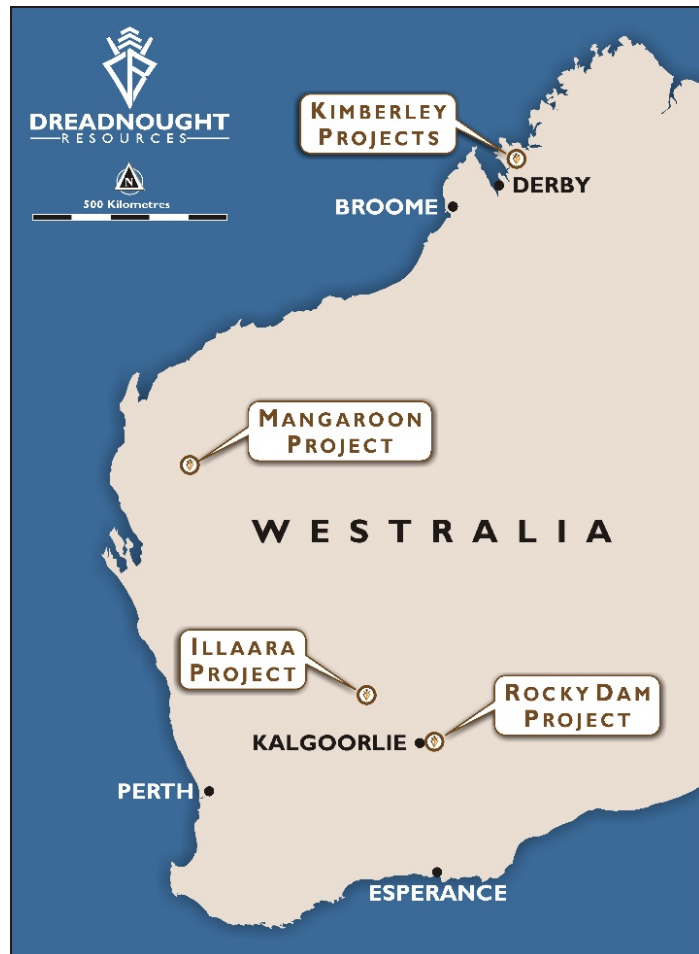 DREADNOUGHT
RESOURCES
N
500 Kilometres
KIMBERLEY
PROJECTS
DERBY
BROOME
MANGAROON
PROJECT
WESTRALIA
ILLAARA
PROJECT
ROCKY DAM
PROJECT
KALGOORLIE
PERTH
ESPERANCE